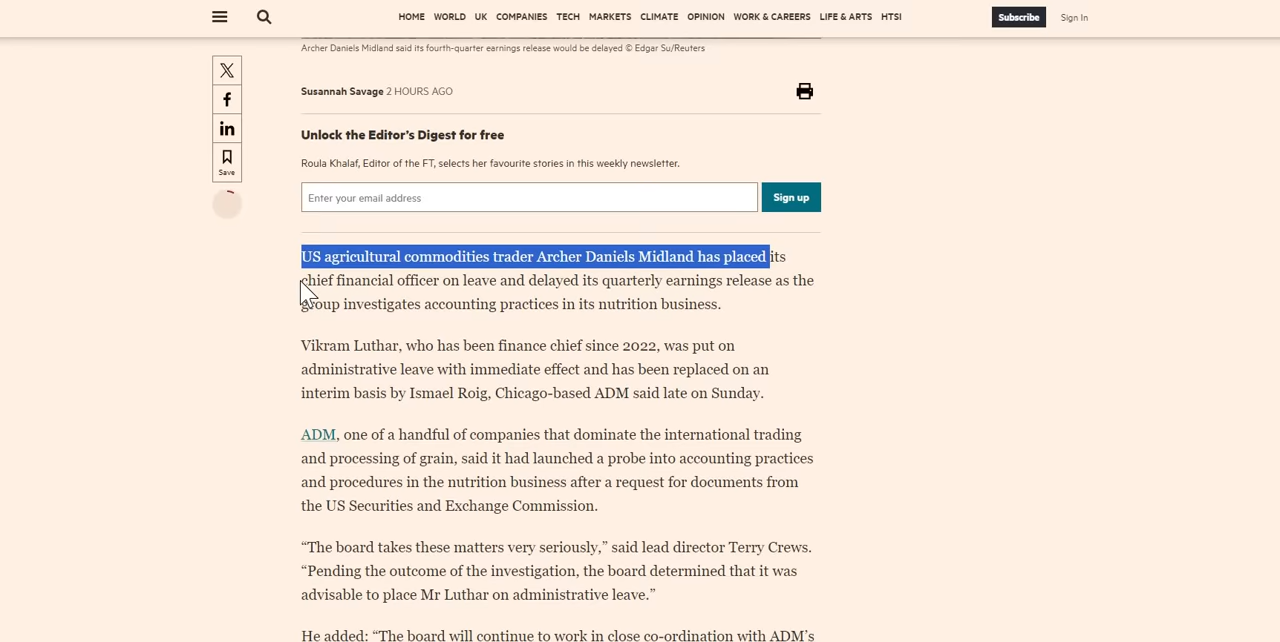 HOME WORLD UK COMPANIES TECH MARKETS CLIMATE OPINION WORK & CAREERS LIFE & ARTS HTSI
Subscribe
Sign In
Archer Daniels Midland said its fourth-quarter earnings release would be delayed © Edgar Su/Reuters
Save
Susannah Savage 2 HOURS AGO
Unlock the Editor’s Digest for free
Roula Khalaf, Editor of the FT, selects her favourite stories in this weekly newsletter.
Enter your email address
Sign up
US agricultural commodities trader Archer Daniels Midland has placed its
chief financial officer on leave and delayed its quarterly earnings release as the
group investigates accounting practices in its nutrition business.
Vikram Luthar, who has been finance chief since 2022, was put on
administrative leave with immediate effect and has been replaced on an
interim basis by Ismael Roig, Chicago-based ADM said late on Sunday.
ADM, one of a handful of companies that dominate the international trading
and processing of grain, said it had launched a probe into accounting practices
and procedures in the nutrition business after a request for documents from
the US Securities and Exchange Commission.
“The board takes these matters very seriously,” said lead director Terry Crews.
“Pending the outcome of the investigation, the board determined that it was
advisable to place Mr Luthar on administrative leave.”
He added: “The board will continue to work in close co-ordination with ADM’s